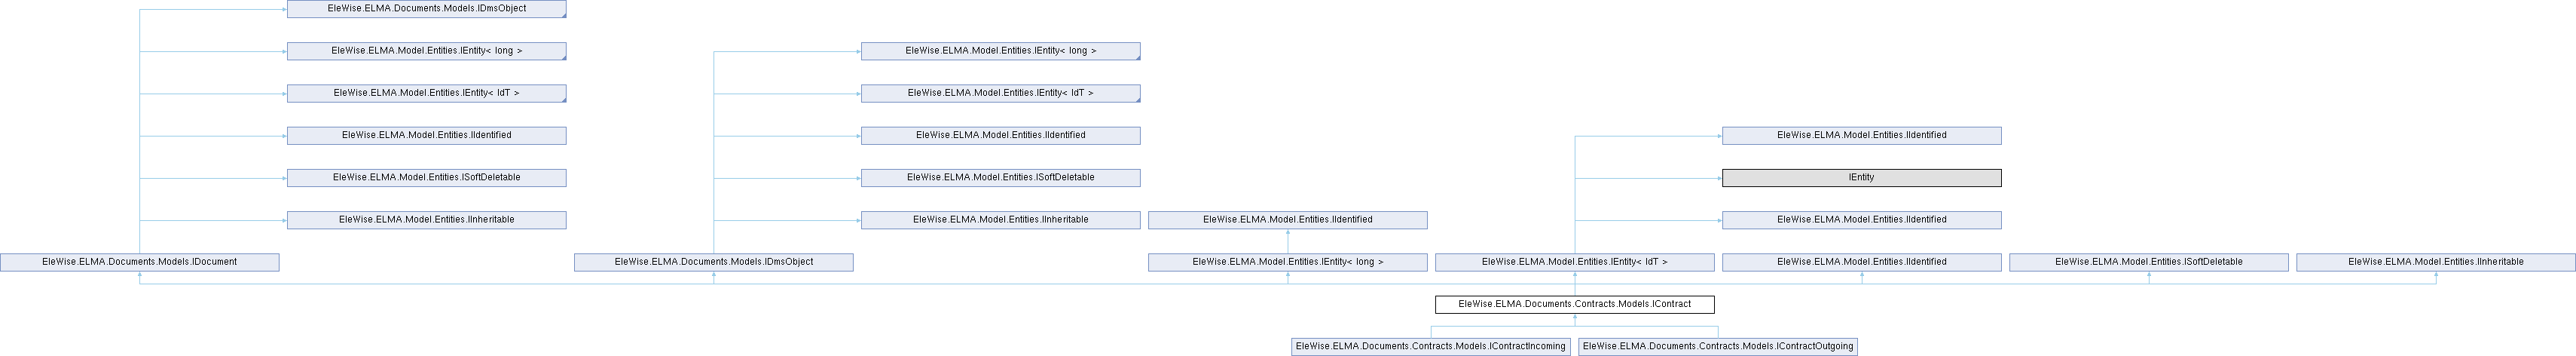 EleWise.ELMA.Documents.Models.IDmsObject
EleWise.ELMA.Model.Entities.IEntity< long >
EleWise.ELMA.Model.Entities.IEntity< long >
EleWise.ELMA.Model.Entities.IEntity< IdT >
EleWise.ELMA.Model.Entities.IEntity< IdT >
EleWise.ELMA.Model.Entities.IIdentified
EleWise.ELMA.Model.Entities.IIdentified
EleWise.ELMA.Model.Entities.IIdentified
EleWise.ELMA.Model.Entities.ISoftDeletable
EleWise.ELMA.Model.Entities.ISoftDeletable
IEntity
EleWise.ELMA.Model.Entities.IInheritable
EleWise.ELMA.Model.Entities.IInheritable
EleWise.ELMA.Model.Entities.IIdentified
EleWise.ELMA.Model.Entities.IIdentified
EleWise.ELMA.Documents.Models.IDocument
EleWise.ELMA.Documents.Models.IDmsObject
EleWise.ELMA.Model.Entities.IEntity< long >
EleWise.ELMA.Model.Entities.IEntity< IdT >
EleWise.ELMA.Model.Entities.IIdentified
EleWise.ELMA.Model.Entities.ISoftDeletable
EleWise.ELMA.Model.Entities.IInheritable
EleWise.ELMA.Documents.Contracts.Models.IContract
EleWise.ELMA.Documents.Contracts.Models.IContractIncoming
EleWise.ELMA.Documents.Contracts.Models.IContractOutgoing